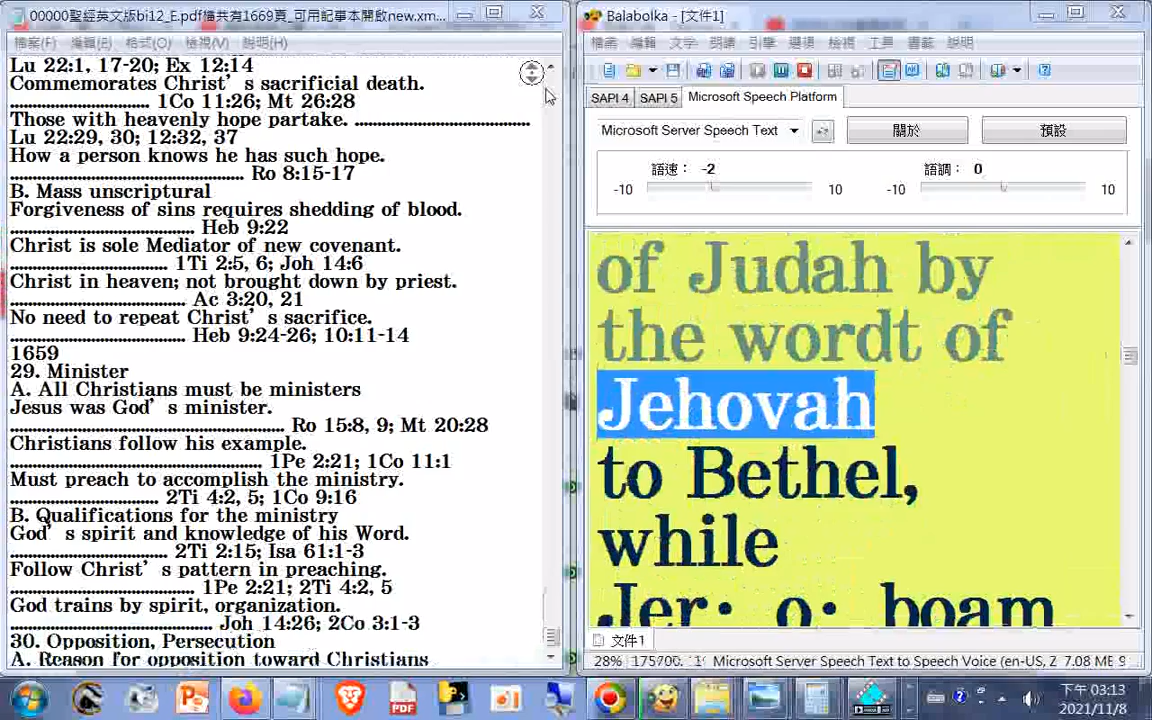 00000聖經英文版bi12_E.pdf檔共有1669頁_可用記事本開啟new.xm...
檔案(F) 編輯(E) 格式(O) 檢視(V) 說明(H)
Lu 22:1, 17-20; Ex 12:14
Commemorates Christ’s sacrificial death.
................................... 1Co 11:26; Mt 26:28
Those with heavenly hope partake. ............................................
Lu 22:29, 30; 12:32, 37
How a person knows he has such hope.
........................................................... Ro 8:15-17
B. Mass unscriptural
Forgiveness of sins requires shedding of blood.
.............................................. Heb 9:22
Christ is sole Mediator of new covenant.
....................................... 1Ti 2:5, 6; Joh 14:6
Christ in heaven; not brought down by priest.
............................................ Ac 3:20, 21
No need to repeat Christ’s sacrifice.
............................................ Heb 9:24-26; 10:11-14
1659
29. Minister
A. All Christians must be ministers
Jesus was God’s minister.
.................................................................... Ro 15:8, 9; Mt 20:28
Christians follow his example.
............................................................... 1Pe 2:21; 1Co 11:1
Must preach to accomplish the ministry.
..................................... 2Ti 4:2, 5; 1Co 9:16
B. Qualifications for the ministry
God’s spirit and knowledge of his Word.
....................................... 2Ti 2:15; Isa 61:1-3
Follow Christ’s pattern in preaching.
.............................................. 1Pe 2:21; 2Ti 4:2, 5
God trains by spirit, organization.
.................................................. Joh 14:26; 2Co 3:1-3
30. Opposition, Persecution
A. Reason for opposition toward Christians
Balabolka - [文件1]
檔案 編輯 文字 朗讀 引擎 選項 檢視 工具 書籤 說明
SAPI 4 SAPI 5 Microsoft Speech Platform
Microsoft Server Speech Text 關於 預設
語速: -2 語調: 0
-10 10 -10 10
of Judah by
the wordt of
Jehovah
to Bethel,
while
Jer· o· boam
文件1
28% Microsoft Server Speech Text to Speech Voice (en-US, Z 7.08 MB
PDF
下午 03:13
2021/11/8